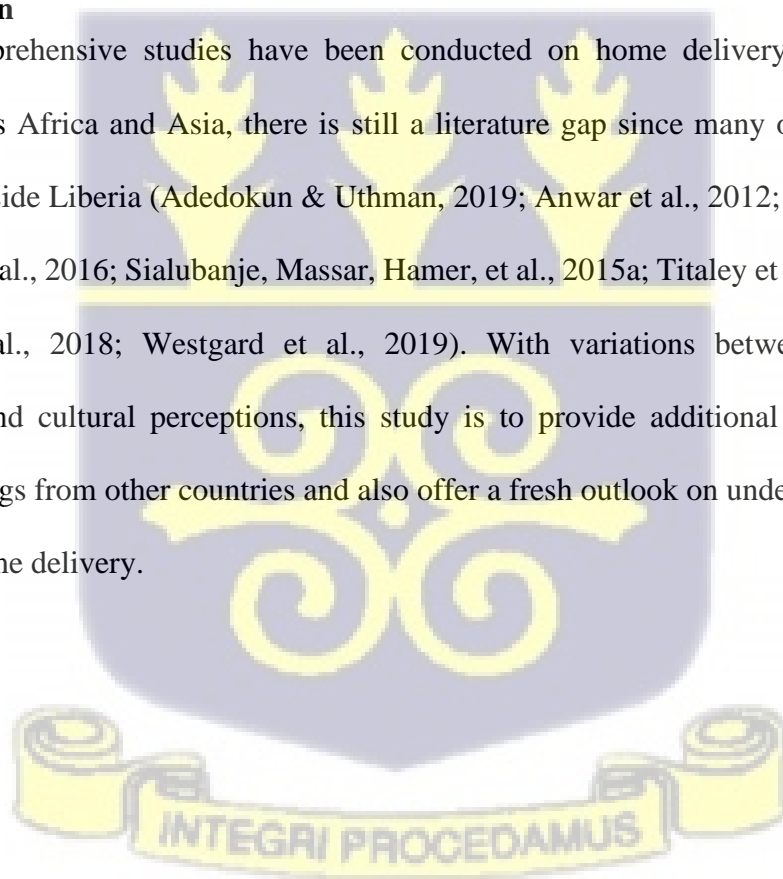 n
prehensive studies have been conducted on home delivery
s Africa and Asia, there is still a literature gap since many o
side Liberia (Adedokun & Uthman, 2019; Anwar et al., 2012;
al., 2016; Sialubanje, Massar, Hamer, et al., 2015a; Titaley et
al., 2018; Westgard et al., 2019). With variations betwe
nd cultural perceptions, this study is to provide additional
gs from other countries and also offer a fresh outlook on unde
ne delivery.
INTEGRI PROCEDAMUS